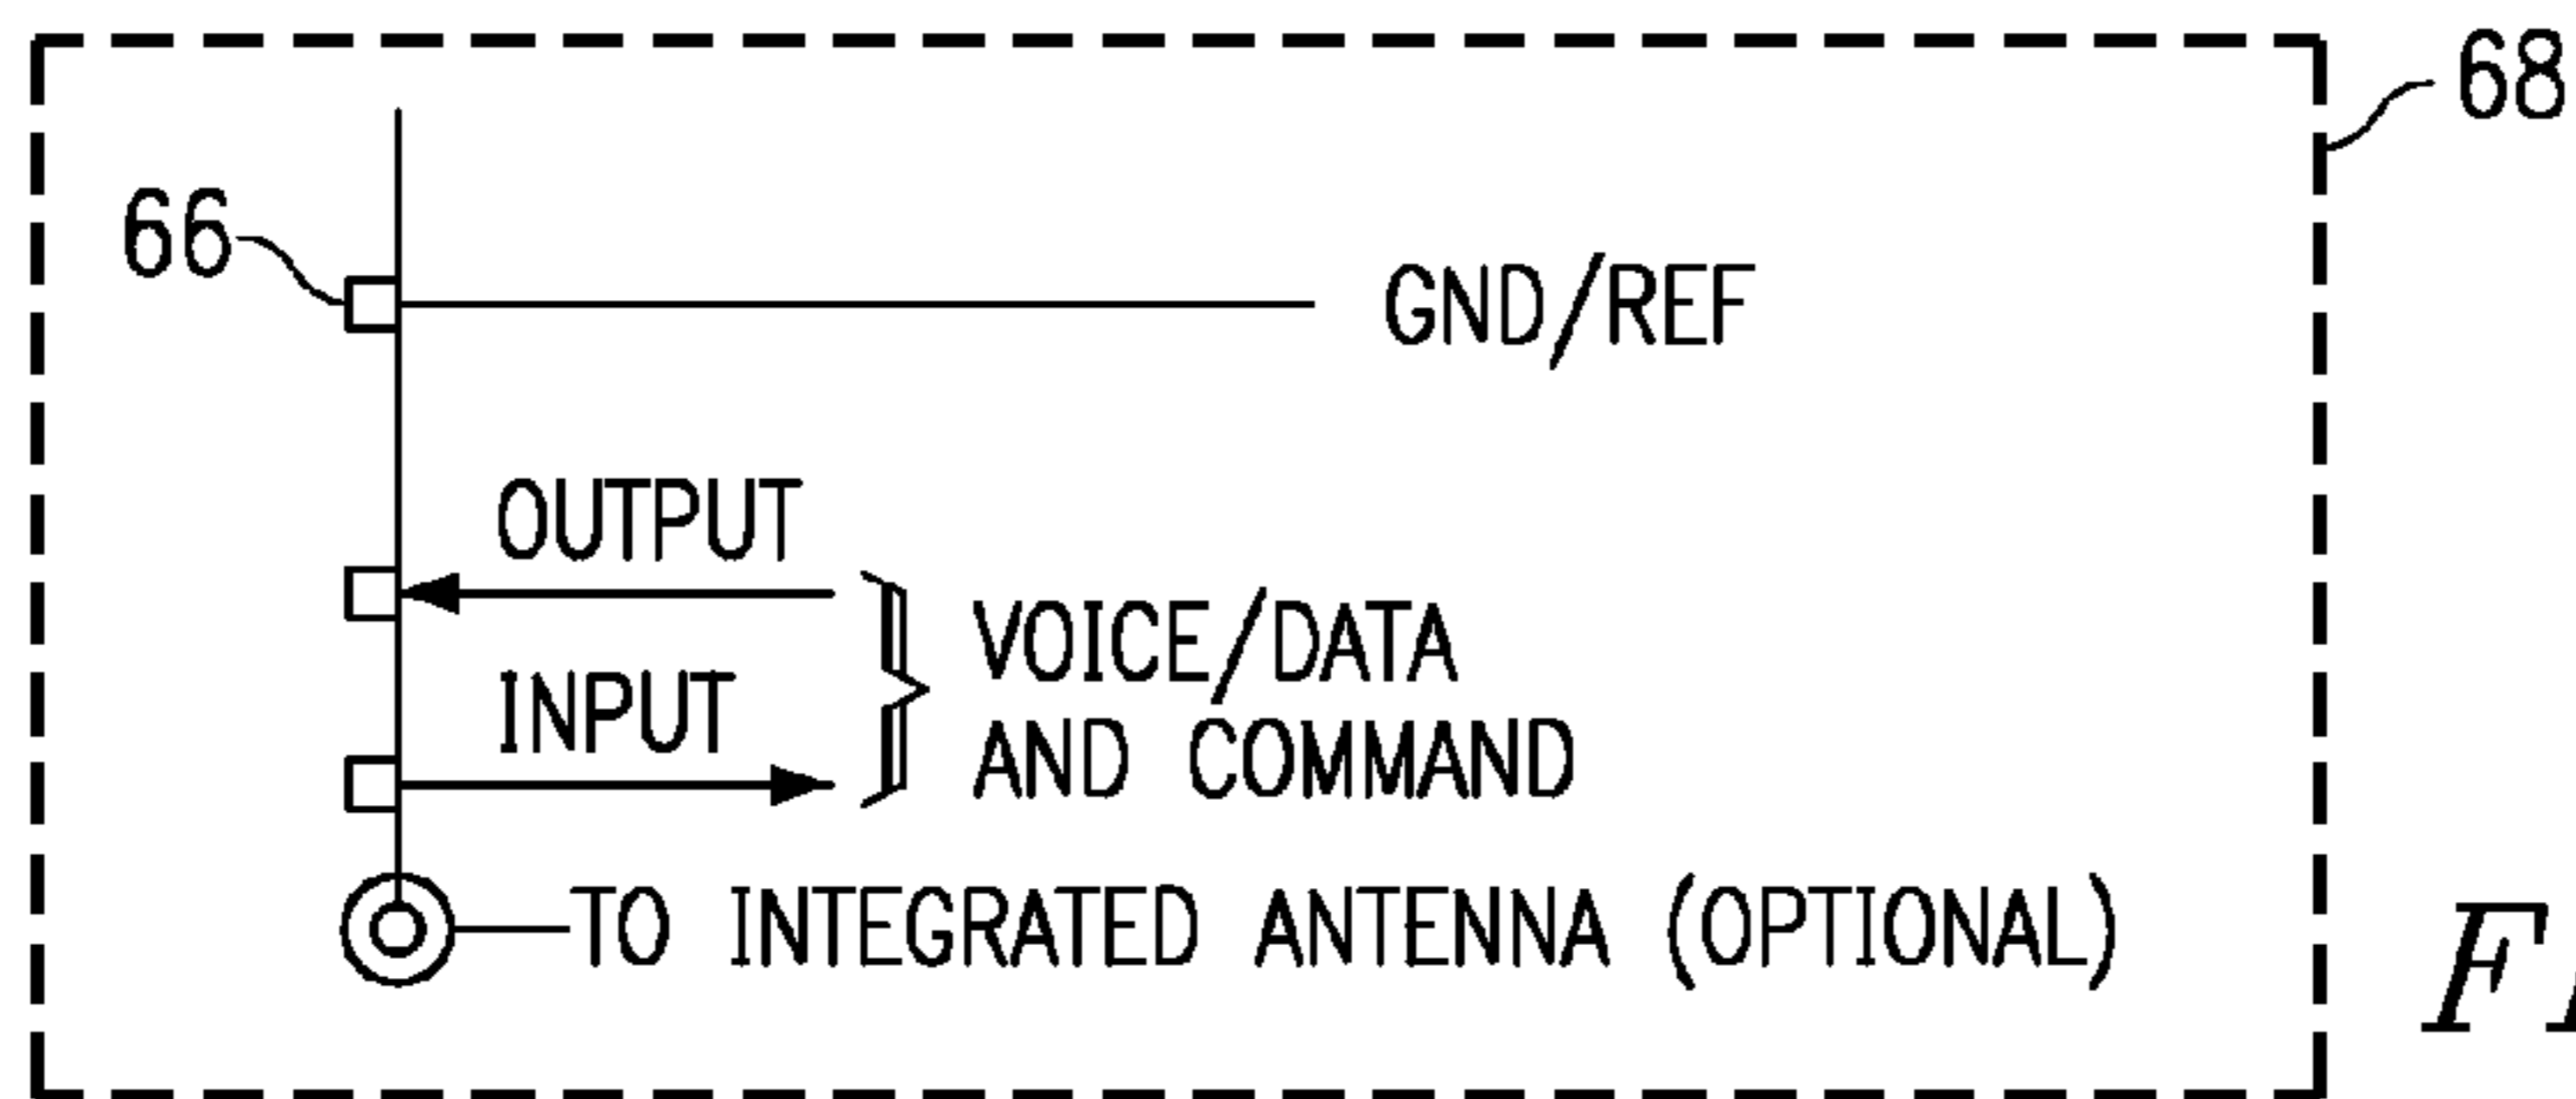 68
66
GND/REF
OUTPUT
VOICE/DATA
INPUT
AND COMMAND
TO INTEGRATED ANTENNA (OPTIONAL)